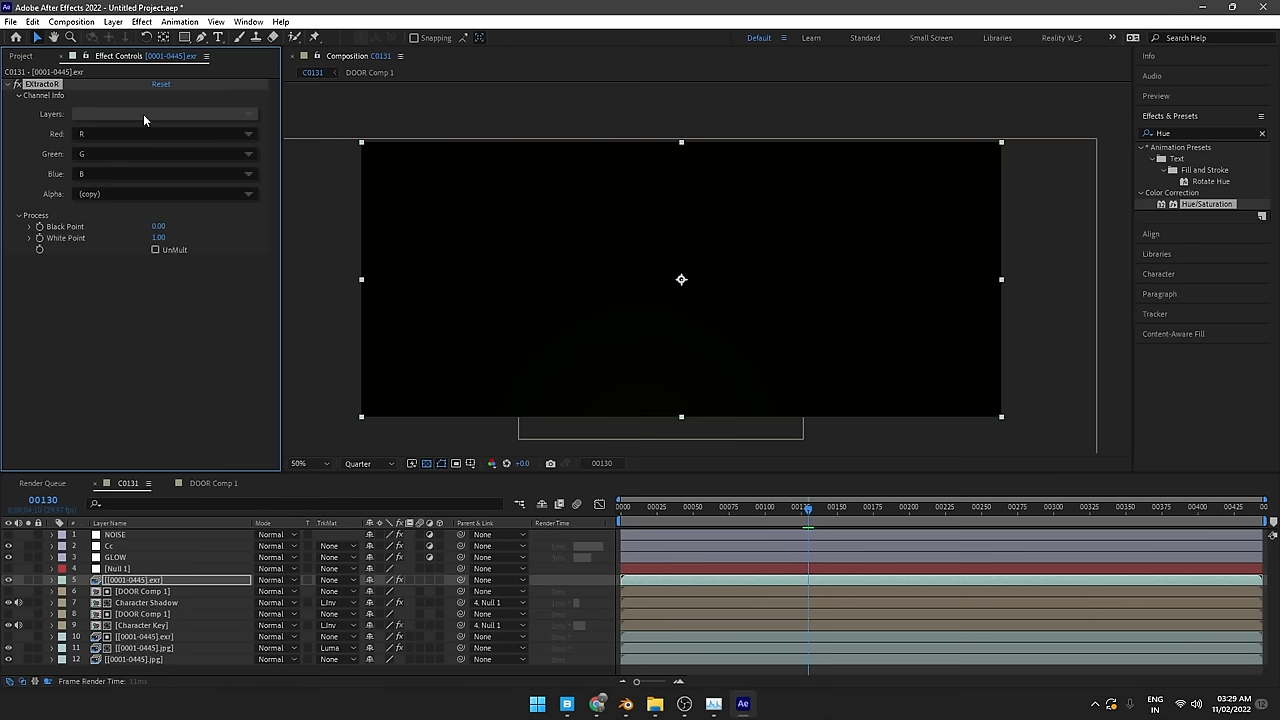 Adobe After Effects 2022 - Untitled Project.aep *
File Edit Composition Layer Effect Animation View Window Help
Snapping
Default Learn Standard Small Screen Libraries Reality W_S Search Help
Project Effect Controls [0001-0445].exr
C0131 • [0001-0445].exr
fx EXtractoR Reset
Channel Info
Layers:
Red: R
Green: G
Blue: B
Alpha: (copy)
Process
Black Point 0.00
White Point 1.00
UnMult
Composition C0131
C0131 DOOR Comp 1
50% Quarter +0.0 00130
Info
Audio
Preview
Effects & Presets
Hue
* Animation Presets
Text
Fill and Stroke
Rotate Hue
Color Correction
Hue/Saturation
Align
Libraries
Character
Paragraph
Tracker
Content-Aware Fill
Render Queue C0131 DOOR Comp 1
00130
# Layer Name Mode T TrkMat Parent & Link Render Time
00025 00050 00075 00100 00150 00175 00200 00225 00250 00275 00300 00325 00350 00375 00400 00425
1 NOISE Normal None
2 Cc Normal None None
3 GLOW Normal None None
4 [Null 1] Normal None None
5 [[0001-0445].exr] Normal None None
6 [DOOR Comp 1] Normal None None
7 Character Shadow Normal L.Inv 4. Null 1
8 [DOOR Comp 1] Normal None None
9 [Character Key] Normal L.Inv 4. Null 1
10 [[0001-0445].exr] Normal None None
11 [[0001-0445].jpg] Normal Luma None
12 [[0001-0445].jpg] Normal None None
Frame Render Time: 11ms
ENG
IN
03:29 AM
11/02/2022